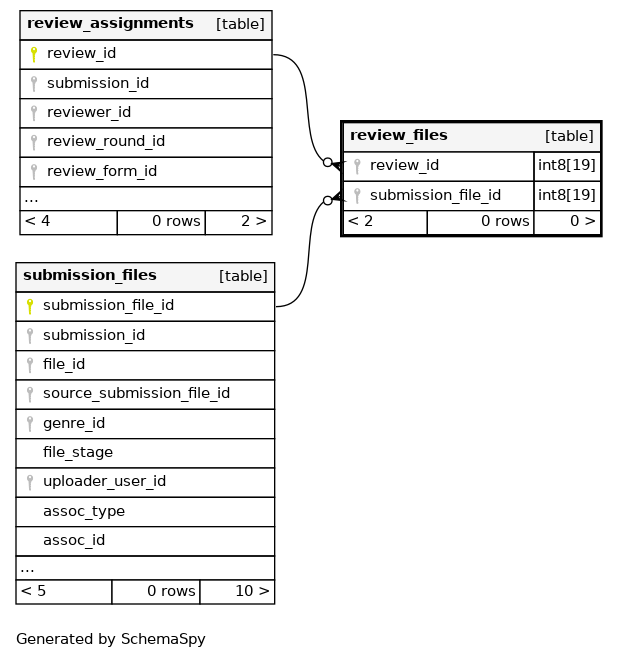 review_assignments [table]
review_id
submission_id
reviewer_id
review_round_id
review_form_id
...
< 4 0 rows 2 >
review_files [table]
review_id int8[19]
submission_file_id int8[19]
< 2 0 rows 0 >
submission_files [table]
submission_file_id
submission_id
file_id
source_submission_file_id
genre_id
file_stage
uploader_user_id
assoc_type
assoc_id
...
< 5 0 rows 10 >
Generated by SchemaSpy